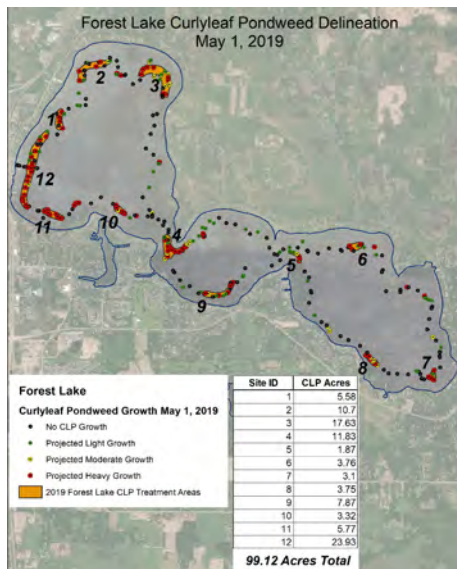 Forest Lake Curlyleaf Pondweed Delineation
May 1, 2019
2
3
1
12
11
10
4
5
6
9
8
7
Forest Lake
Curlyleaf Pondweed Growth May 1, 2019
No CLP Growth
Projected Light Growth
Projected Moderate Growth
Projected Heavy Growth
2019 Forest Lake CLP Treatment Areas
Site ID CLP Acres
1 5.58
2 10.7
3 17.63
4 11.83
5 1.87
6 3.76
7 3.1
8 3.75
9 7.87
10 3.32
11 5.77
12 23.93
99.12 Acres Total